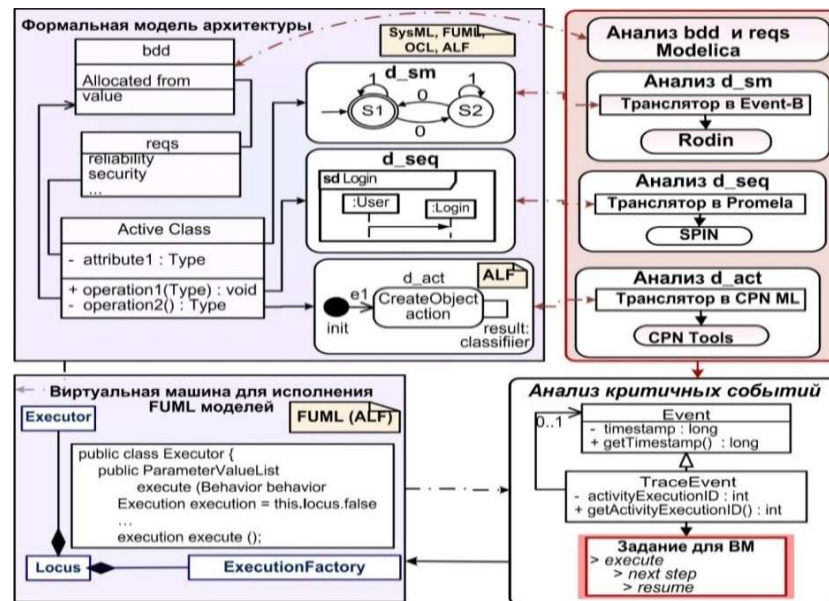 Формальная модель архитектуры
bdd
Allocated from
value
reqs
reliability
security
...
Active Class
- attribute1 : Type
+ operation1(Type) : void
- operation2() : Type
SysML, FUML,
OCL, ALF
d_sm
1
1
0
S1
S2
0
d_seq
sd Login
:User
:Login
d_act
ALF
e1
CreateObject
action
init
result:
classifiier
Анализ bdd и reqs
Modelica
Анализ d_sm
Транслятор в Event-B
Rodin
Анализ d_seq
Транслятор в Promela
SPIN
Анализ d_act
Транслятор в CPN ML
CPN Tools
Виртуальная машина для исполнения
FUML моделей
FUML (ALF)
Executor
public class Executor {
public ParameterValueList
execute (Behavior behavior
Execution execution = this.locus.false
...
execution execute ();
Locus
ExecutionFactory
Анализ критичных событий
Event
0..1
- timestamp : long
+ getTimestamp() : long
TraceEvent
- activityExecutionID : int
+ getActivityExecutionID() : int
Задание для ВМ
> execute
> next step
> resume